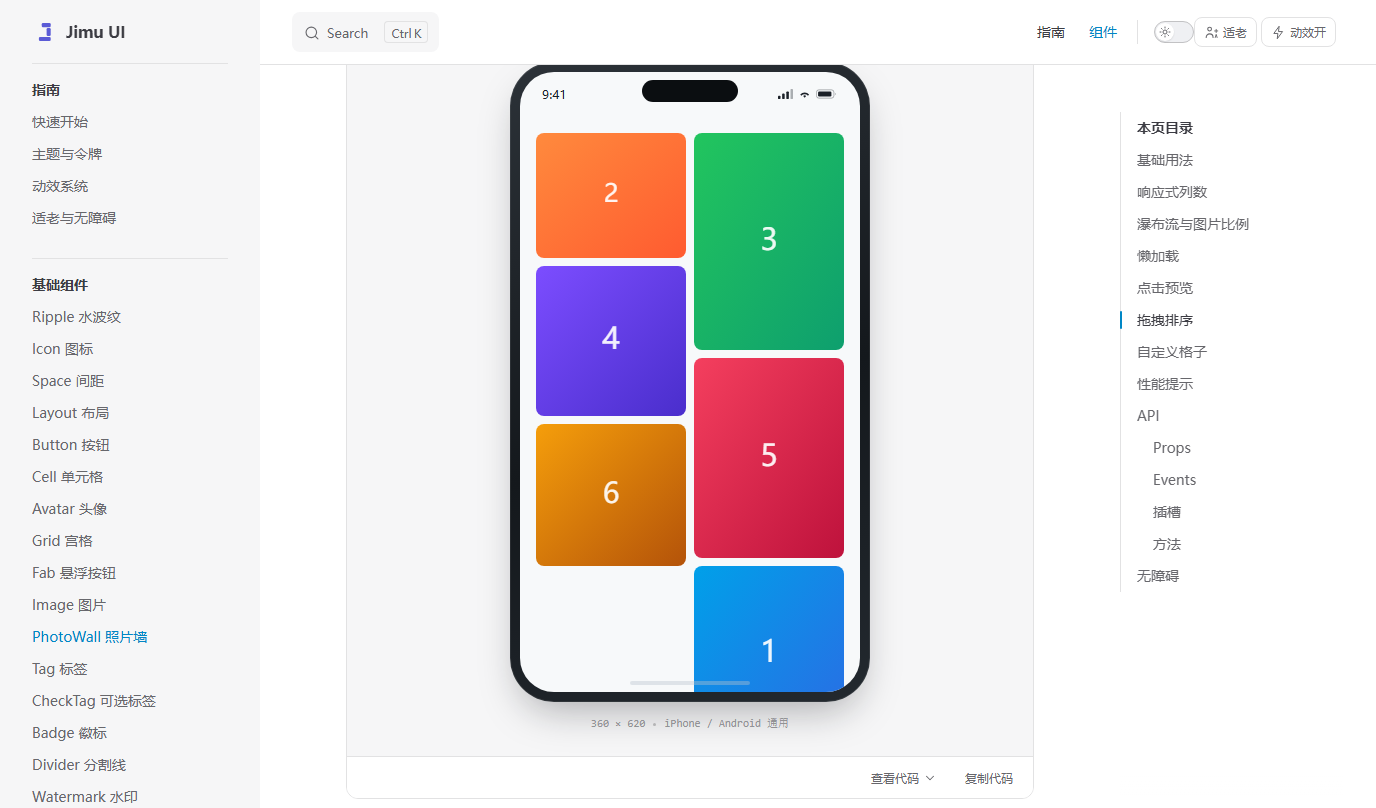 Jimu UI
Search Ctrl K
指南 组件 适老 动效开
指南
快速开始
主题与令牌
动效系统
适老与无障碍
基础组件
Ripple 水波纹
Icon 图标
Space 间距
Layout 布局
Button 按钮
Cell 单元格
Avatar 头像
Grid 宫格
Fab 悬浮按钮
Image 图片
PhotoWall 照片墙
Tag 标签
CheckTag 可选标签
Badge 徽标
Divider 分割线
Watermark 水印
9:41
2
3
4
5
6
1
360 × 620 · iPhone / Android 通用
查看代码 复制代码
本页目录
基础用法
响应式列数
瀑布流与图片比例
懒加载
点击预览
拖拽排序
自定义格子
性能提示
API
Props
Events
插槽
方法
无障碍